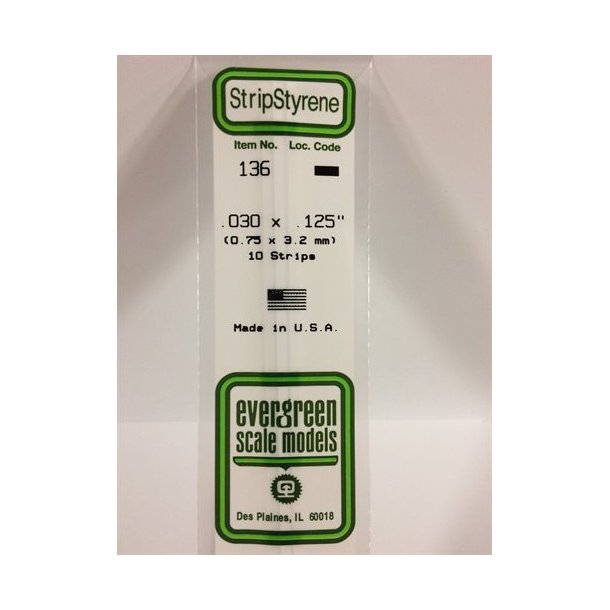 StripStyrene
Item No. Loc. Code
136
.030 x .125"
(0.75 x 3.2 mm)
10 Strips
Made in U.S.A.
evergreen
scale models
Des Plaines, IL 60018